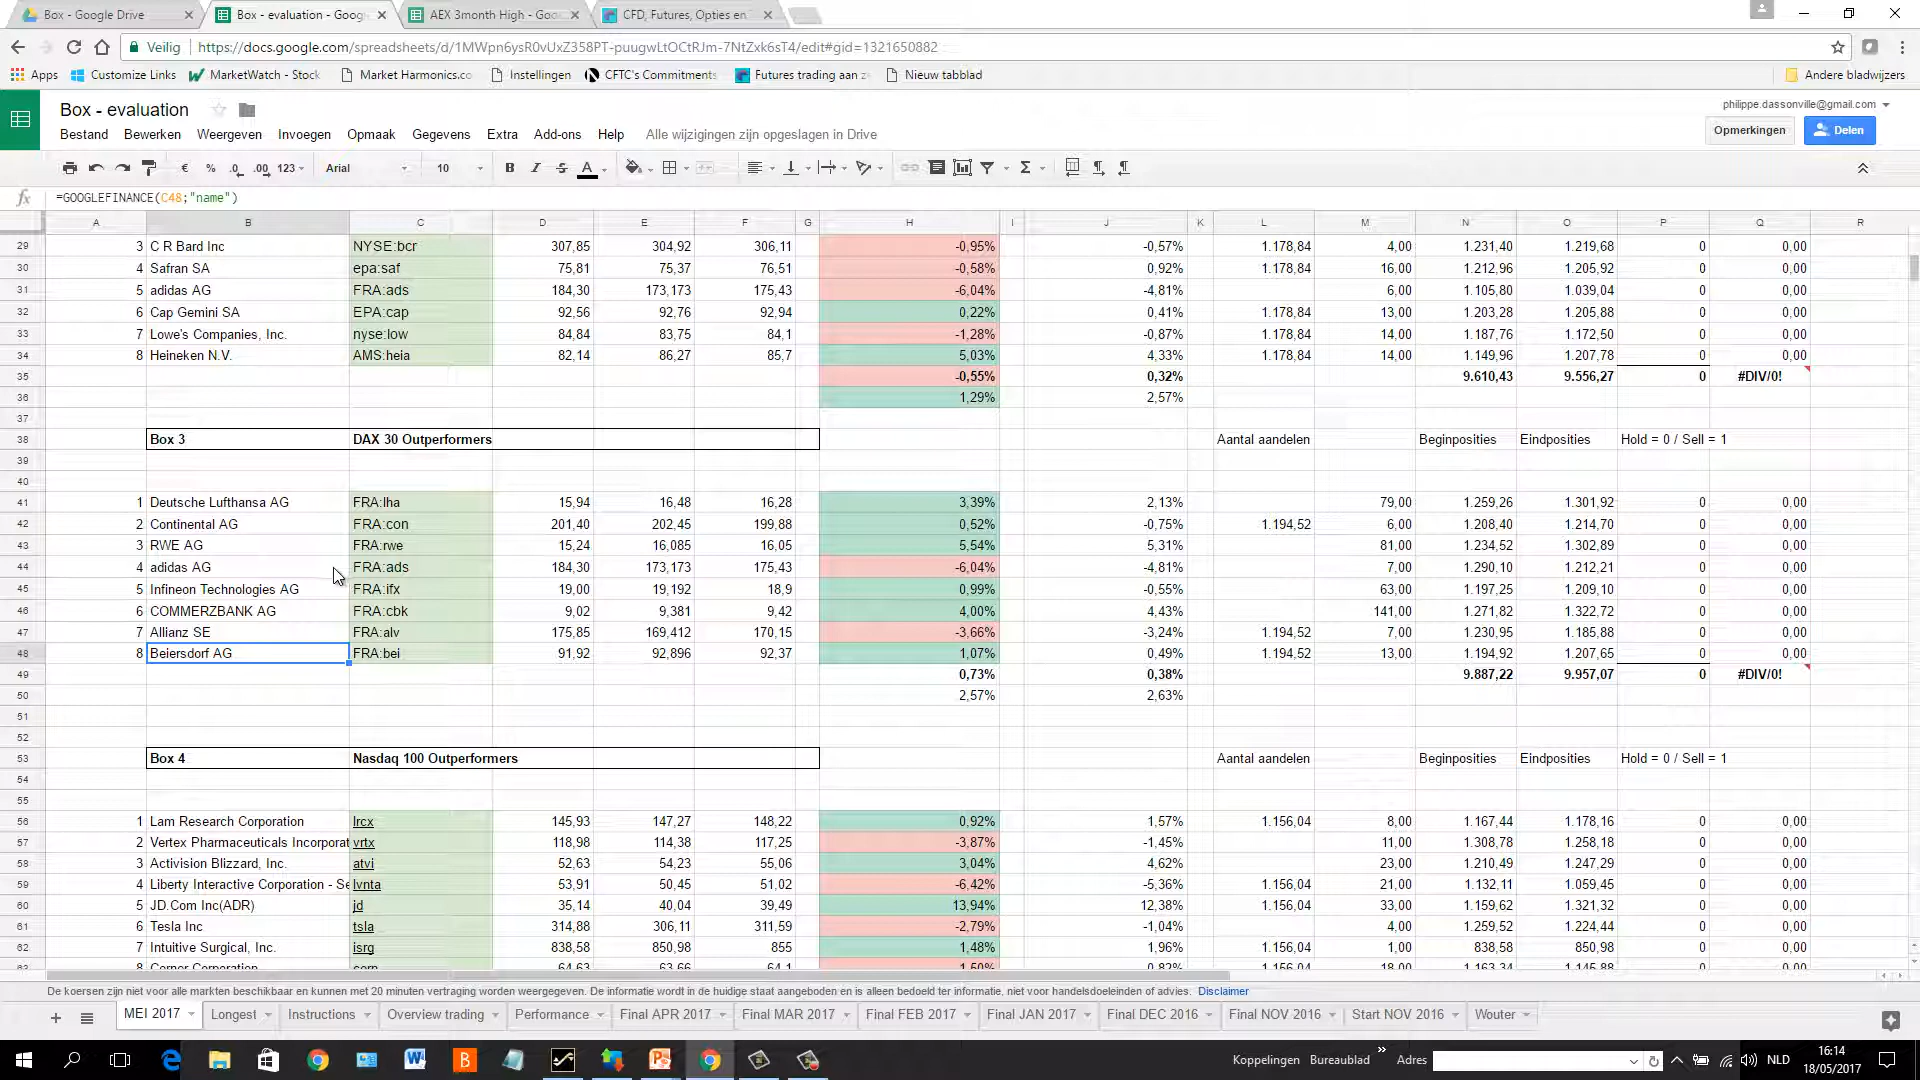 Box - Google Drive
Box - evaluation - Goog
AEX 3month High - Goo
CFD, Futures, Opties en
Veilig
https://docs.google.com/spreadsheets/d/1MWpn6ysR0vUxZ358PT-puugwLtOCtRJm-7NtZxk6sT4/edit#gid=1321650882
Apps Customize Links MarketWatch - Stock Market Harmonics.co Instellingen CFTC's Commitments Futures trading aan z Nieuw tabblad Andere bladwijzers
Box - evaluation
philippe.dassonville@gmail.com
Bestand Bewerken Weergeven Invoegen Opmaak Gegevens Extra Add-ons Help Alle wijzigingen zijn opgeslagen in Drive
Opmerkingen Delen
€ % .0 .00 123 Arial 10 B I S A Σ
fx =GOOGLEFINANCE(C48;"name")
A B C D E F G H I J K L M N O P Q R
29 3 C R Bard Inc NYSE:bcr 307,85 304,92 306,11 -0,95% -0,57% 1.178,84 4,00 1.231,40 1.219,68 0 0,00
30 4 Safran SA epa:saf 75,81 75,37 76,51 -0,58% 0,92% 1.178,84 16,00 1.212,96 1.205,92 0 0,00
31 5 adidas AG FRA:ads 184,30 173,173 175,43 -6,04% -4,81% 6,00 1.105,80 1.039,04 0 0,00
32 6 Cap Gemini SA EPA:cap 92,56 92,76 92,94 0,22% 0,41% 1.178,84 13,00 1.203,28 1.205,88 0 0,00
33 7 Lowe's Companies, Inc. nyse:low 84,84 83,75 84,1 -1,28% -0,87% 1.178,84 14,00 1.187,76 1.172,50 0 0,00
34 8 Heineken N.V. AMS:heia 82,14 86,27 85,7 5,03% 4,33% 1.178,84 14,00 1.149,96 1.207,78 0 0,00
35 -0,55% 0,32% 9.610,43 9.556,27 0 #DIV/0!
36 1,29% 2,57%
37
38 Box 3 DAX 30 Outperformers Aantal aandelen Beginposities Eindposities Hold = 0 / Sell = 1
39
40
41 1 Deutsche Lufthansa AG FRA:lha 15,94 16,48 16,28 3,39% 2,13% 79,00 1.259,26 1.301,92 0 0,00
42 2 Continental AG FRA:con 201,40 202,45 199,88 0,52% -0,75% 1.194,52 6,00 1.208,40 1.214,70 0 0,00
43 3 RWE AG FRA:rwe 15,24 16,085 16,05 5,54% 5,31% 81,00 1.234,52 1.302,89 0 0,00
44 4 adidas AG FRA:ads 184,30 173,173 175,43 -6,04% -4,81% 7,00 1.290,10 1.212,21 0 0,00
45 5 Infineon Technologies AG FRA:ifx 19,00 19,192 18,9 0,99% -0,55% 63,00 1.197,25 1.209,10 0 0,00
46 6 COMMERZBANK AG FRA:cbk 9,02 9,381 9,42 4,00% 4,43% 141,00 1.271,82 1.322,72 0 0,00
47 7 Allianz SE FRA:alv 175,85 169,412 170,15 -3,66% -3,24% 1.194,52 7,00 1.230,95 1.185,88 0 0,00
48 8 Beiersdorf AG FRA:bei 91,92 92,896 92,37 1,07% 0,49% 1.194,52 13,00 1.194,92 1.207,65 0 0,00
49 0,73% 0,38% 9.887,22 9.957,07 0 #DIV/0!
50 2,57% 2,63%
51
52
53 Box 4 Nasdaq 100 Outperformers Aantal aandelen Beginposities Eindposities Hold = 0 / Sell = 1
54
55
56 1 Lam Research Corporation lrcx 145,93 147,27 148,22 0,92% 1,57% 1.156,04 8,00 1.167,44 1.178,16 0 0,00
57 2 Vertex Pharmaceuticals Incorporat vrtx 118,98 114,38 117,25 -3,87% -1,45% 11,00 1.308,78 1.258,18 0 0,00
58 3 Activision Blizzard, Inc. atvi 52,63 54,23 55,06 3,04% 4,62% 23,00 1.210,49 1.247,29 0 0,00
59 4 Liberty Interactive Corporation - Se lvnta 53,91 50,45 51,02 -6,42% -5,36% 1.156,04 21,00 1.132,11 1.059,45 0 0,00
60 5 JD.Com Inc(ADR) jd 35,14 40,04 39,49 13,94% 12,38% 1.156,04 33,00 1.159,62 1.321,32 0 0,00
61 6 Tesla Inc tsla 314,88 306,11 311,59 -2,79% -1,04% 4,00 1.259,52 1.224,44 0 0,00
62 7 Intuitive Surgical, Inc. isrg 838,58 850,98 855 1,48% 1,96% 1.156,04 1,00 838,58 850,98 0 0,00
63 8 Cerner Corporation cern 64,63 63,66 64,1 -1,50% -0,82% 1.156,04 18,00 1.163,34 1.145,88 0 0,00
De koersen zijn niet voor alle markten beschikbaar en kunnen met 20 minuten vertraging worden weergegeven. De informatie wordt in de huidige staat aangeboden en is alleen bedoeld ter informatie, niet voor handelsdoeleinden of advies. Disclaimer
MEI 2017 Longest Instructions Overview trading Performance Final APR 2017 Final MAR 2017 Final FEB 2017 Final JAN 2017 Final DEC 2016 Final NOV 2016 Start NOV 2016 Wouter
Koppelingen Bureaublad Adres NLD 16:14
18/05/2017